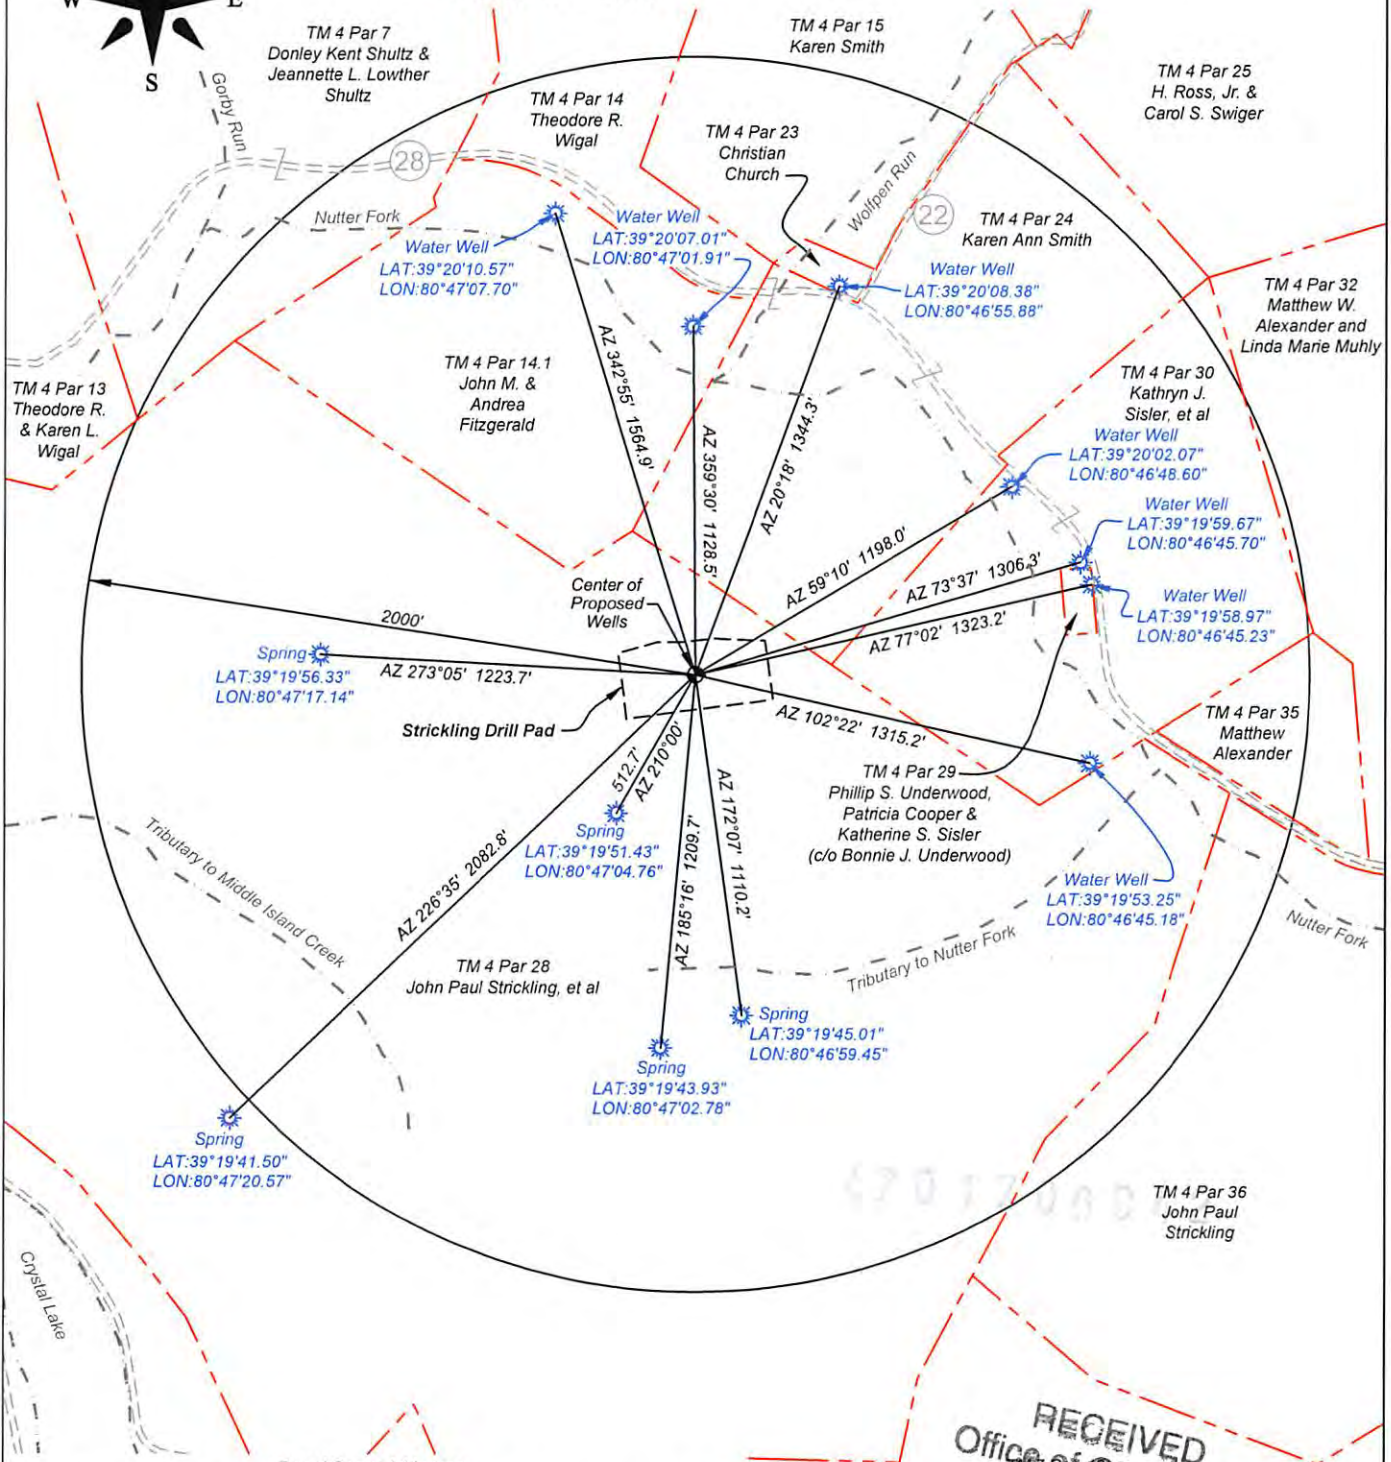 W
E
S
TM 4 Par 7
Donley Kent Shultz &
Jeannette L. Lowther
Shultz
TM 4 Par 15
Karen Smith
TM 4 Par 25
H. Ross, Jr. &
Carol S. Swiger
Gorby Run
28
TM 4 Par 14
Theodore R.
Wigal
TM 4 Par 23
Christian
Church
Wolfpen Run
22
TM 4 Par 24
Karen Ann Smith
Nutter Fork
Water Well
LAT:39°20'10.57"
LON:80°47'07.70"
Water Well
LAT:39°20'07.01"
LON:80°47'01.91"
Water Well
LAT:39°20'08.38"
LON:80°46'55.88"
TM 4 Par 32
Matthew W.
Alexander and
Linda Marie Muhly
TM 4 Par 13
Theodore R.
& Karen L.
Wigal
TM 4 Par 14.1
John M. &
Andrea
Fitzgerald
AZ 342°55' 1564.9'
AZ 359°30' 1128.5'
AZ 20°18' 1344.3'
TM 4 Par 30
Kathryn J.
Sisler, et al
Water Well
LAT:39°20'02.07"
LON:80°46'48.60"
Water Well
LAT:39°19'59.67"
LON:80°46'45.70"
AZ 59°10' 1198.0'
AZ 73°37' 1306.3'
AZ 77°02' 1323.2'
Water Well
LAT:39°19'58.97"
LON:80°46'45.23"
Center of
Proposed
Wells
2000'
Spring
LAT:39°19'56.33"
LON:80°47'17.14"
AZ 273°05' 1223.7'
Strickling Drill Pad
AZ 102°22' 1315.2'
TM 4 Par 35
Matthew
Alexander
512.7'
AZ 210°00'
Spring
LAT:39°19'51.43"
LON:80°47'04.76"
TM 4 Par 29
Phillip S. Underwood,
Patricia Cooper &
Katherine S. Sisler
(c/o Bonnie J. Underwood)
AZ 226°35' 2082.8'
AZ 185°16' 1209.7'
AZ 172°07' 1110.2'
Water Well
LAT:39°19'53.25"
LON:80°46'45.18"
Nutter Fork
Tributary to Middle Island Creek
Tributary to Nutter Fork
TM 4 Par 28
John Paul Strickling, et al
Spring
LAT:39°19'45.01"
LON:80°46'59.45"
Spring
LAT:39°19'43.93"
LON:80°47'02.78"
Spring
LAT:39°19'41.50"
LON:80°47'20.57"
TM 4 Par 36
John Paul
Strickling
Crystal Lake
RECEIVED
Office of